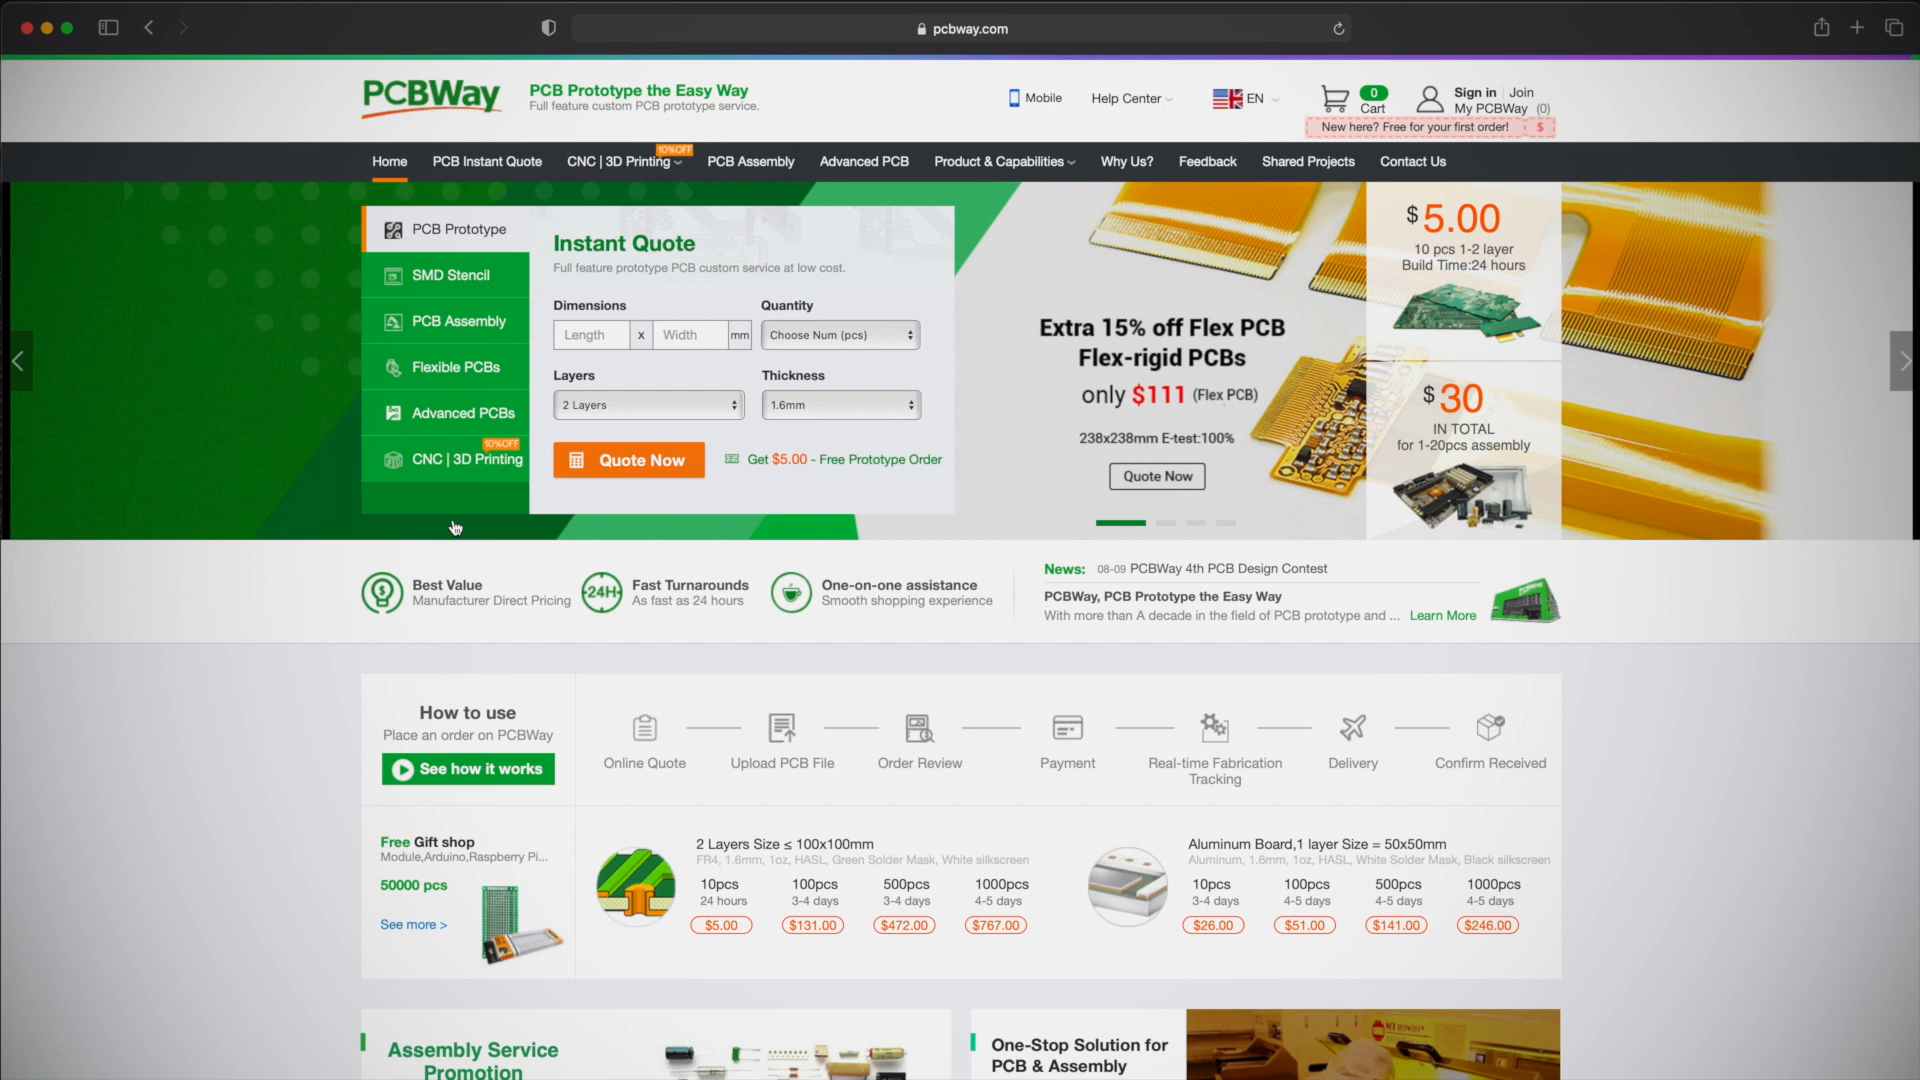 pcbway.com
PCBWay
PCB Prototype the Easy Way
Full feature custom PCB prototype service.
Mobile
Help Center
EN
0
Cart
Sign in
Join
My PCBWay (0)
New here? Free for your first order! $
Home
PCB Instant Quote
CNC | 3D Printing
10%OFF
PCB Assembly
Advanced PCB
Product & Capabilities
Why Us?
Feedback
Shared Projects
Contact Us
PCB Prototype
SMD Stencil
PCB Assembly
Flexible PCBs
Advanced PCBs
10%OFF
CNC | 3D Printing
Instant Quote
Full feature prototype PCB custom service at low cost.
Dimensions
Quantity
Length x Width mm
Choose Num (pcs)
Layers
Thickness
2 Layers
1.6mm
Quote Now
Get $5.00 - Free Prototype Order
Extra 15% off Flex PCB
Flex-rigid PCBs
only $111 (Flex PCB)
238x238mm E-test:100%
Quote Now
$5.00
10 pcs 1-2 layer
Build Time:24 hours
$30
IN TOTAL
for 1-20pcs assembly
Best Value
Manufacturer Direct Pricing
24H
Fast Turnarounds
As fast as 24 hours
One-on-one assistance
Smooth shopping experience
News: 08-09 PCBWay 4th PCB Design Contest
PCBWay, PCB Prototype the Easy Way
With more than A decade in the field of PCB prototype and ... Learn More
How to use
Place an order on PCBWay
See how it works
Online Quote
Upload PCB File
Order Review
Payment
Real-time Fabrication
Tracking
Delivery
Confirm Received
Free Gift shop
Module,Arduino,Raspberry Pi...
50000 pcs
See more >
2 Layers Size ≤ 100x100mm
FR4, 1.6mm, 1oz, HASL, Green Solder Mask, White silkscreen
10pcs 100pcs 500pcs 1000pcs
24 hours 3-4 days 3-4 days 4-5 days
$5.00 $131.00 $472.00 $767.00
Aluminum Board,1 layer Size = 50x50mm
Aluminum, 1.6mm, 1oz, HASL, White Solder Mask, Black silkscreen
10pcs 100pcs 500pcs 1000pcs
3-4 days 4-5 days 4-5 days 4-5 days
$26.00 $51.00 $141.00 $246.00
Assembly Service
Promotion
One-Stop Solution for
PCB & Assembly